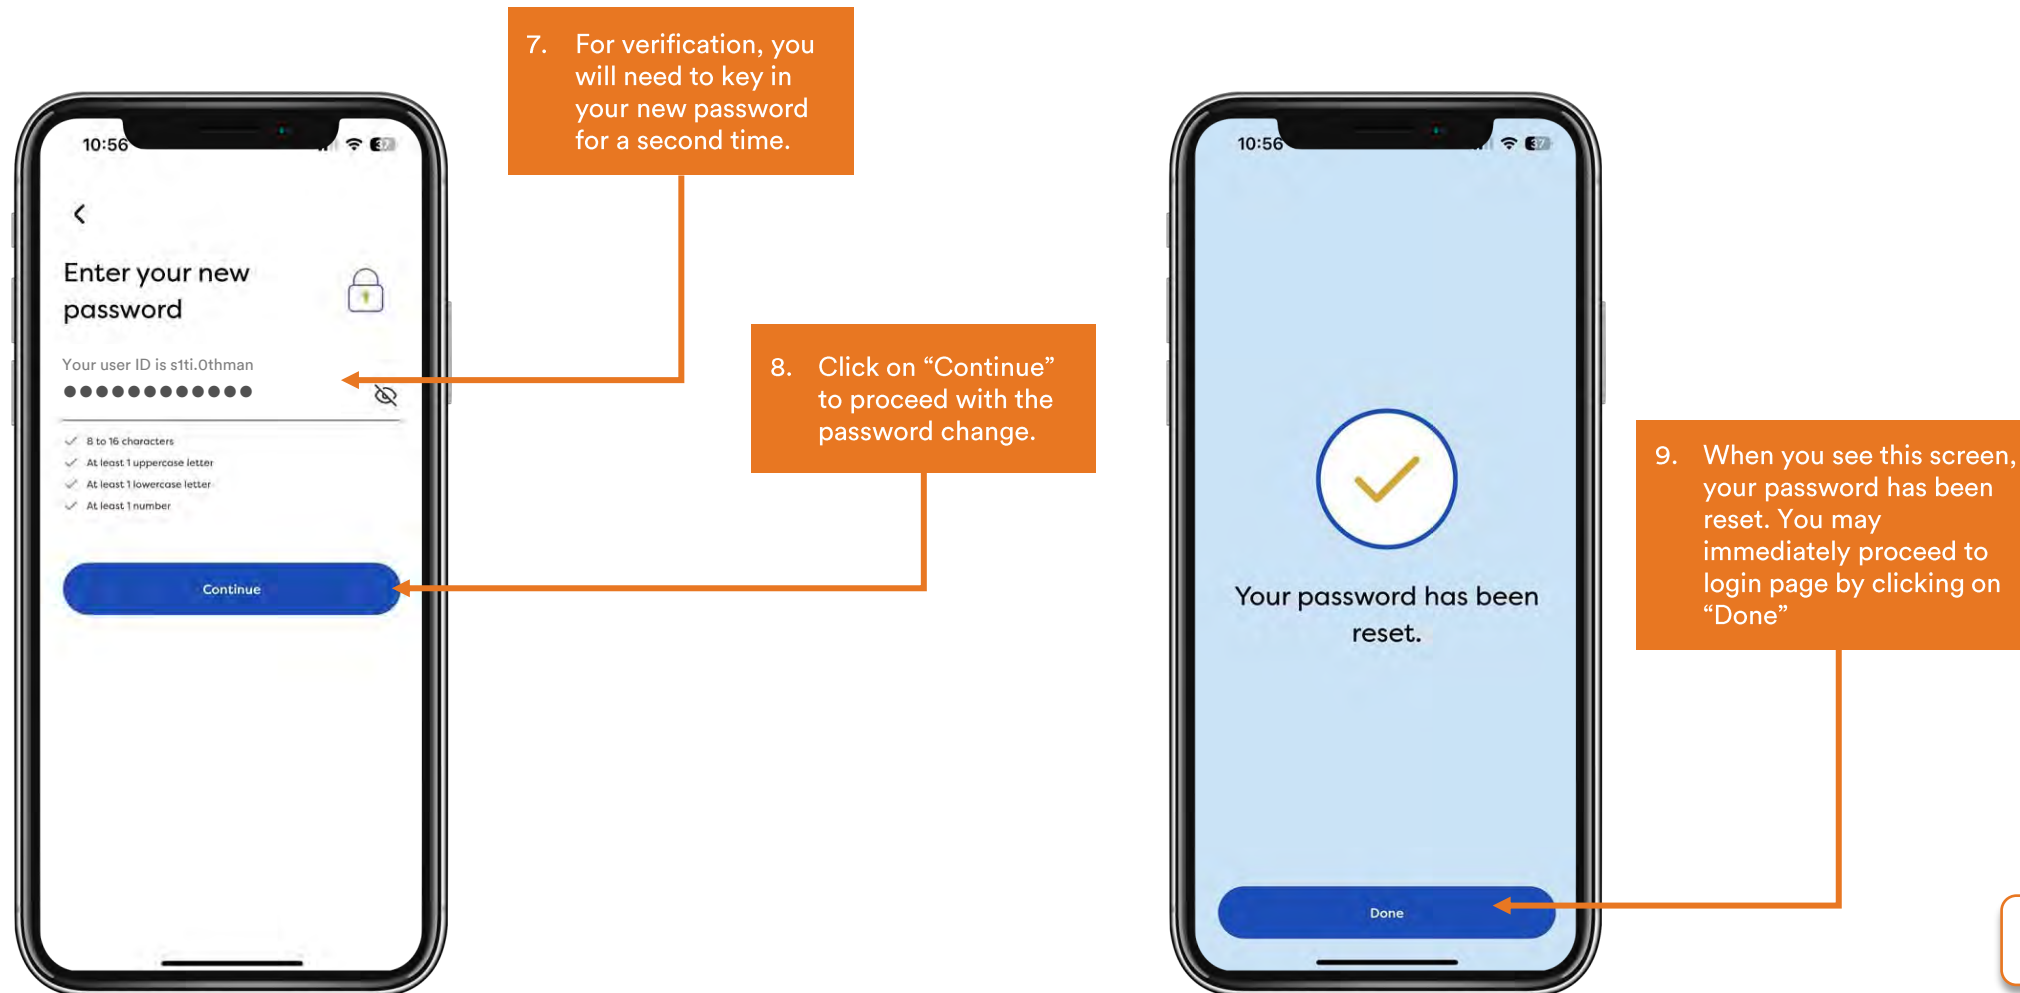 7. For verification, you
will need to key in
your new password
for a second time.
10:56
37
Enter your new
password
Your user ID is s1ti.0thman
8 to 16 characters
At least 1 uppercase letter
At least 1 lowercase letter
At least 1 number
Continue
8. Click on “Continue”
to proceed with the
password change.
10:56
37
Your password has been
reset.
Done
9. When you see this screen,
your password has been
reset. You may
immediately proceed to
login page by clicking on
“Done”